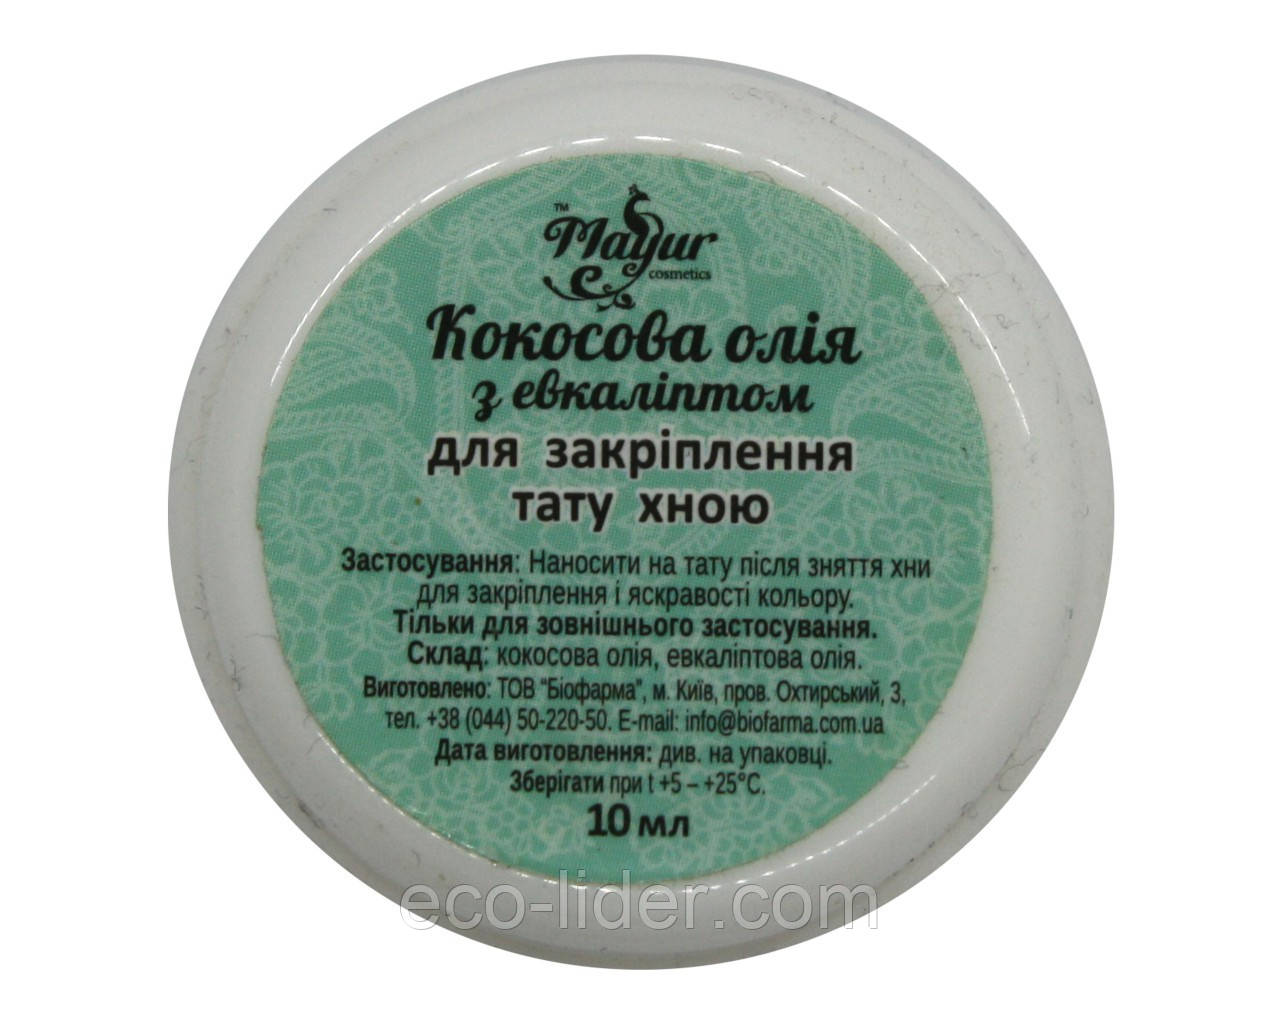 ™
Mayur
cosmetics
Кокосова олія
з евкаліптом
для закріплення
тату хною
Застосування: Наносити на тату після зняття хни
для закріплення і яскравості кольору.
Тільки для зовнішнього застосування.
Склад: кокосова олія, евкаліптова олія.
Виготовлено: ТОВ "Біофарма", м. Київ, пров. Охтирський, 3,
тел. +38 (044) 50-220-50. E-mail: info@biofarma.com.ua
Дата виготовлення: див. на упаковці.
Зберігати при t +5 – +25°C.
10 мл
eco-lider.com